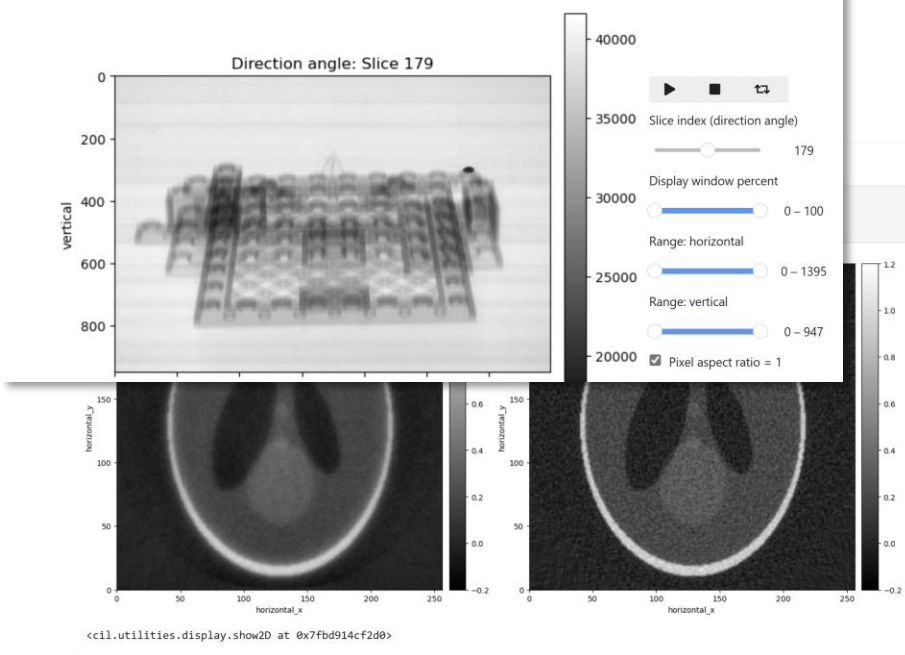 Direction angle: Slice 179
vertical
0
200
400
600
800
40000
35000
30000
25000
20000
Slice index (direction angle)
179
Display window percent
0 – 100
Range: horizontal
0 – 1395
Range: vertical
0 – 947
Pixel aspect ratio = 1
horizontal_y
150
100
50
0
0 50 100 150 200 250
horizontal_x
0.6
0.4
0.2
0.0
−0.2
horizontal_y
150
100
50
0
0 50 100 150 200 250
horizontal_x
1.2
1.0
0.8
0.6
0.4
0.2
0.0
−0.2
<cil.utilities.display.show2D at 0x7fbd914cf2d0>